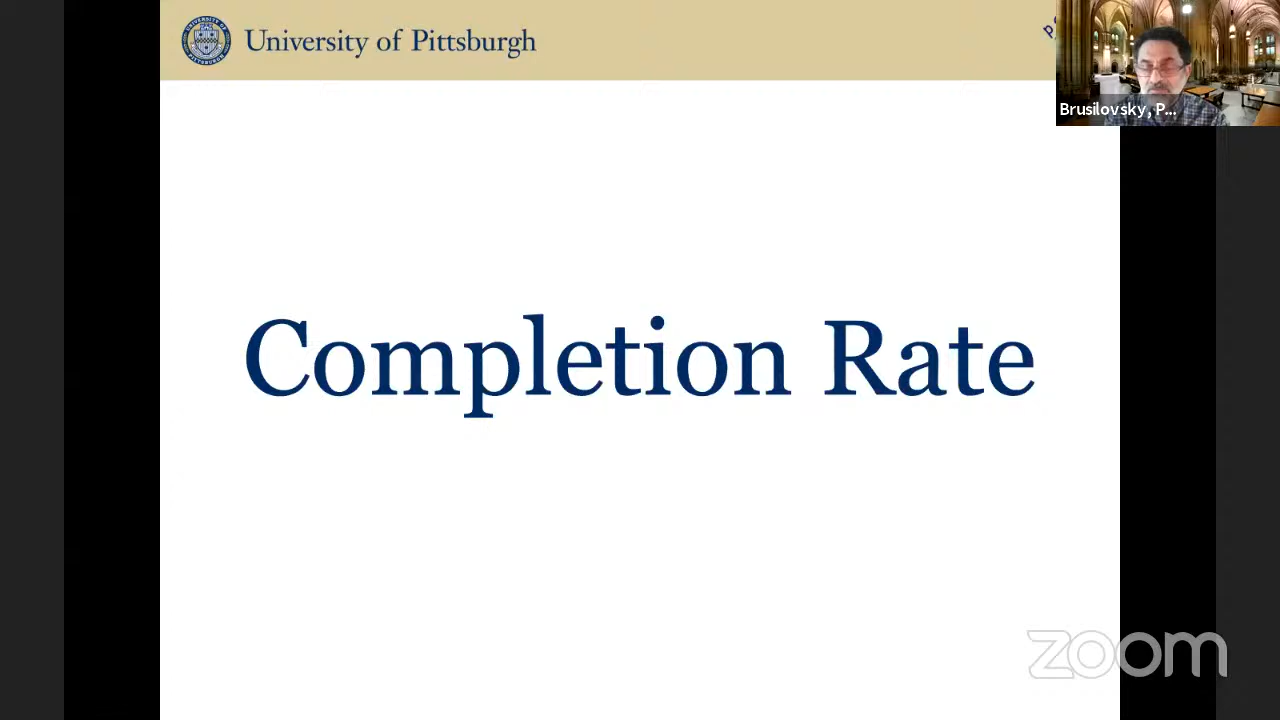 University of Pittsburgh
Brusilovsky, P...
Completion Rate
zoom